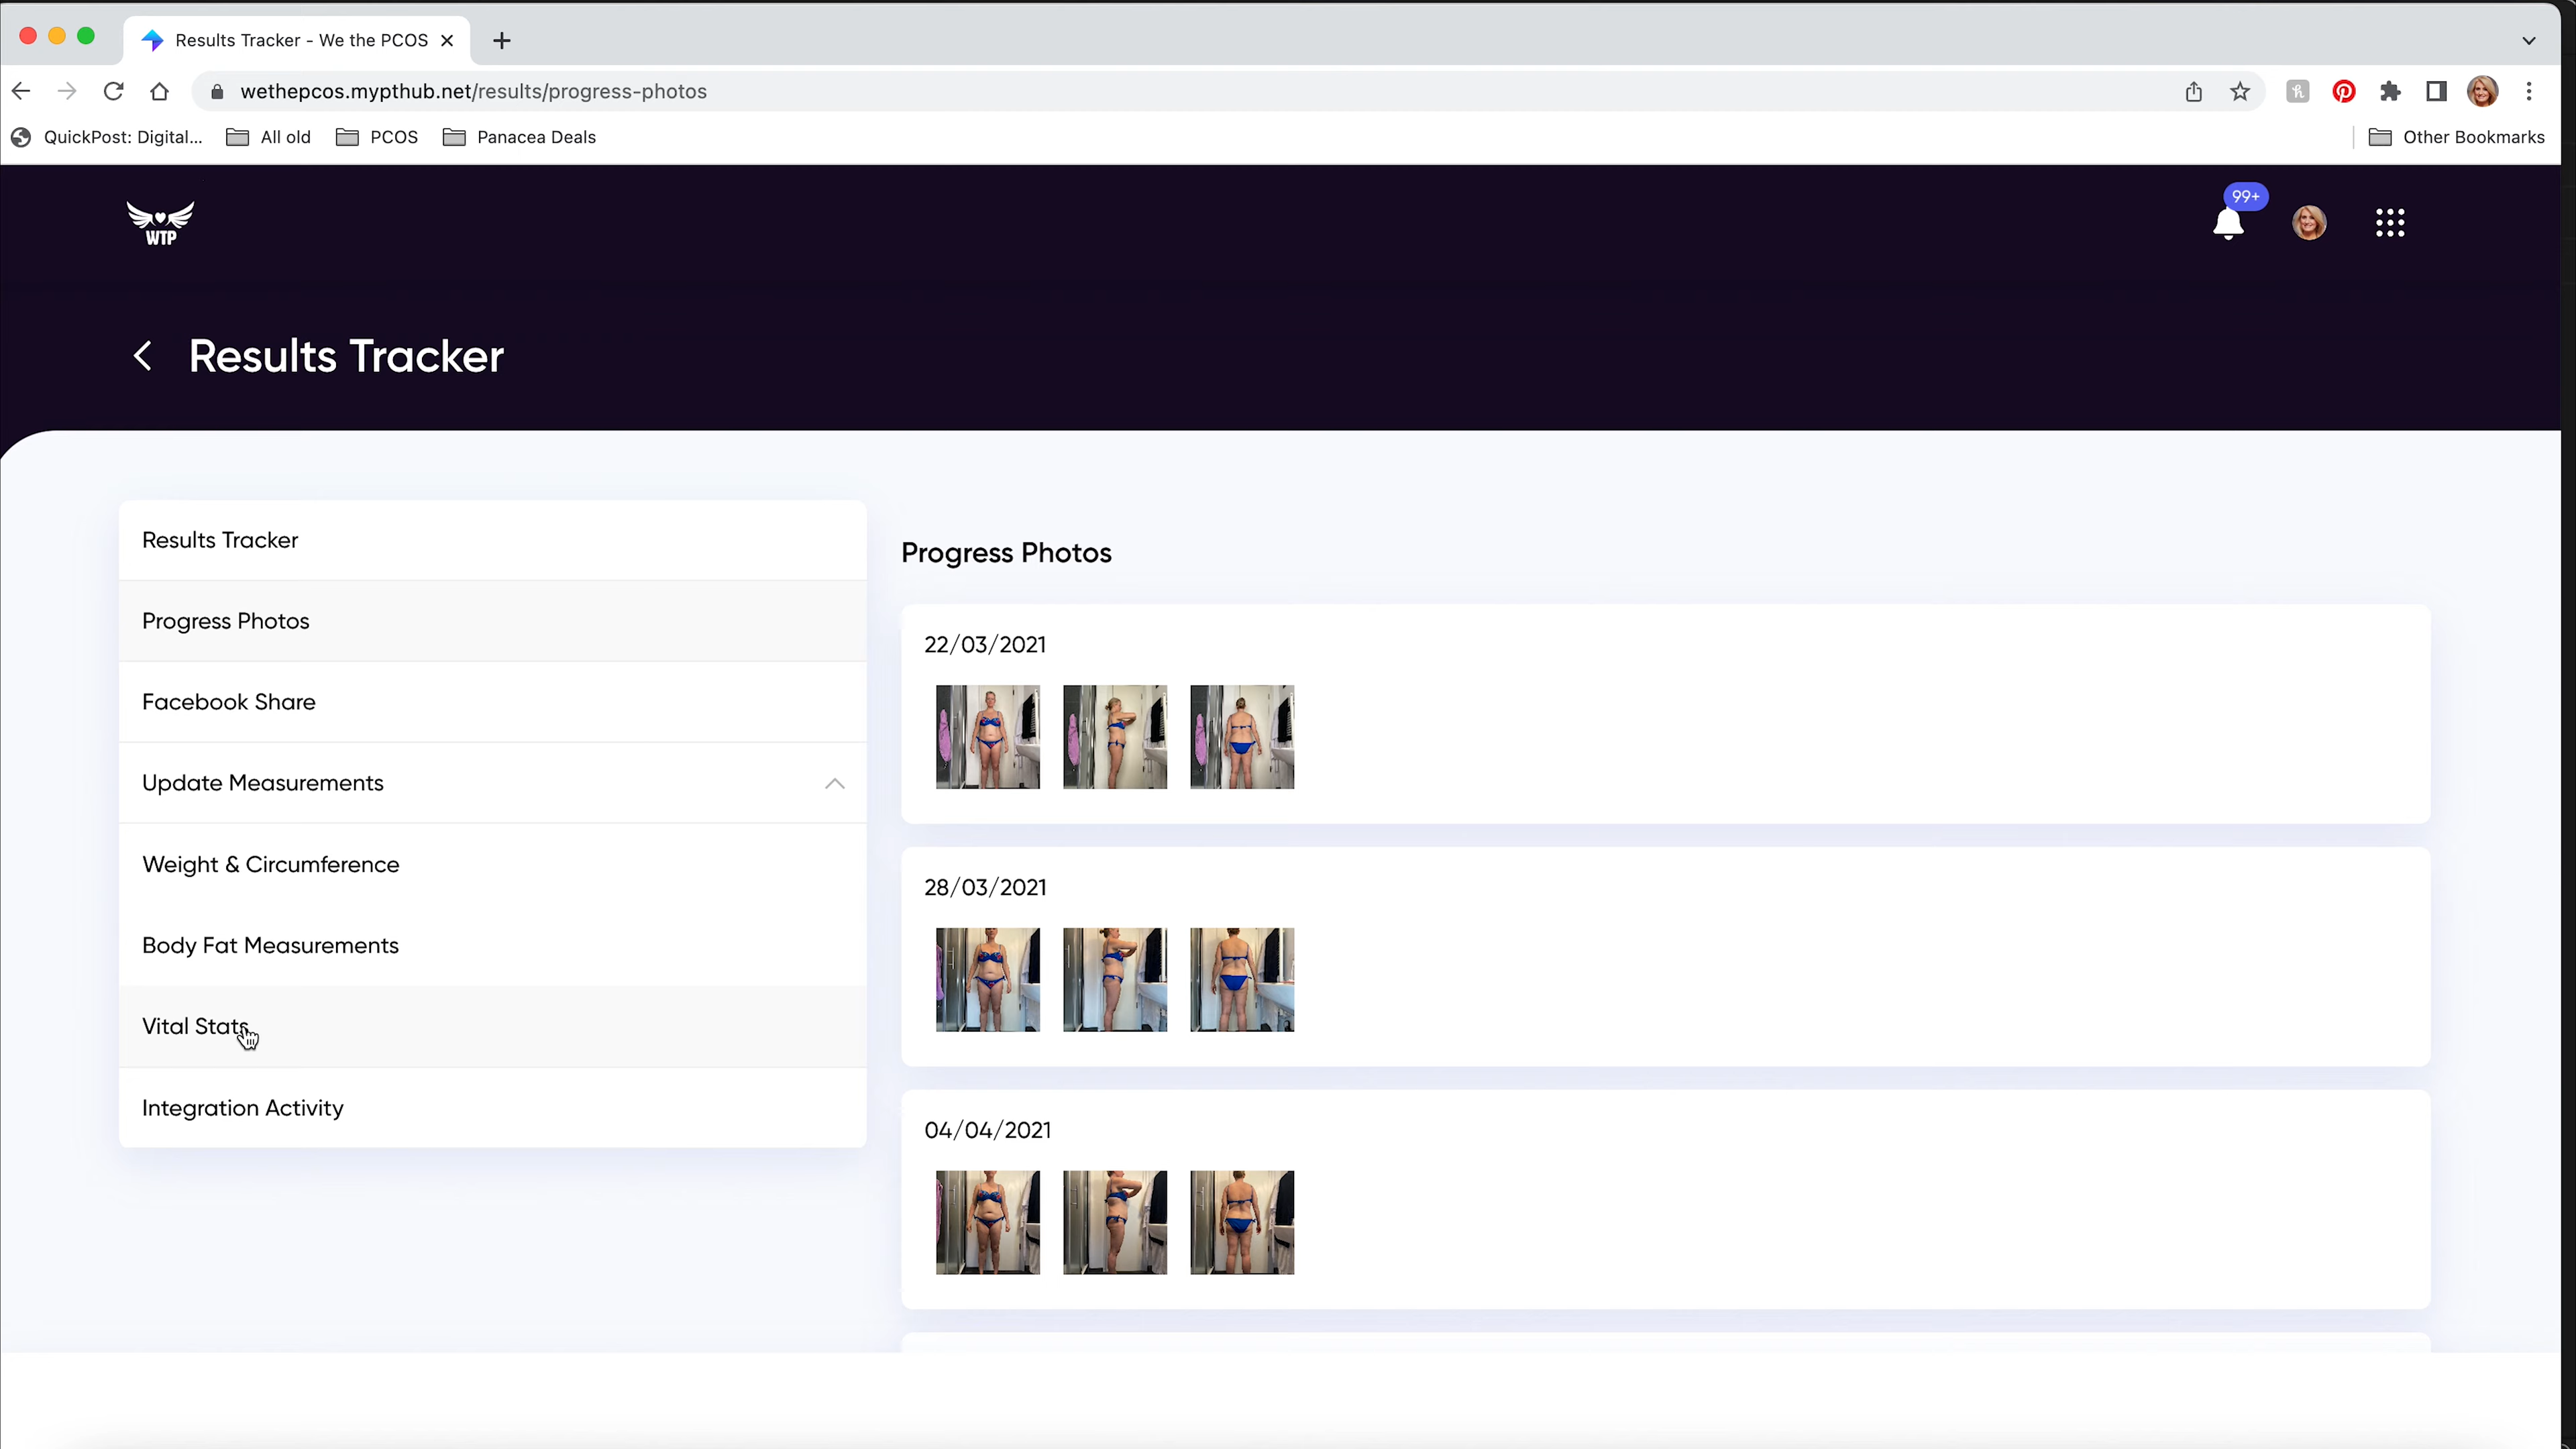 Results Tracker - We the PCOS
wethepcos.mypthub.net/results/progress-photos
QuickPost: Digital...
All old
PCOS
Panacea Deals
Other Bookmarks
WTP
99+
Results Tracker
Results Tracker
Progress Photos
Facebook Share
Update Measurements
Weight & Circumference
Body Fat Measurements
Vital Stats
Integration Activity
Progress Photos
22/03/2021
28/03/2021
04/04/2021